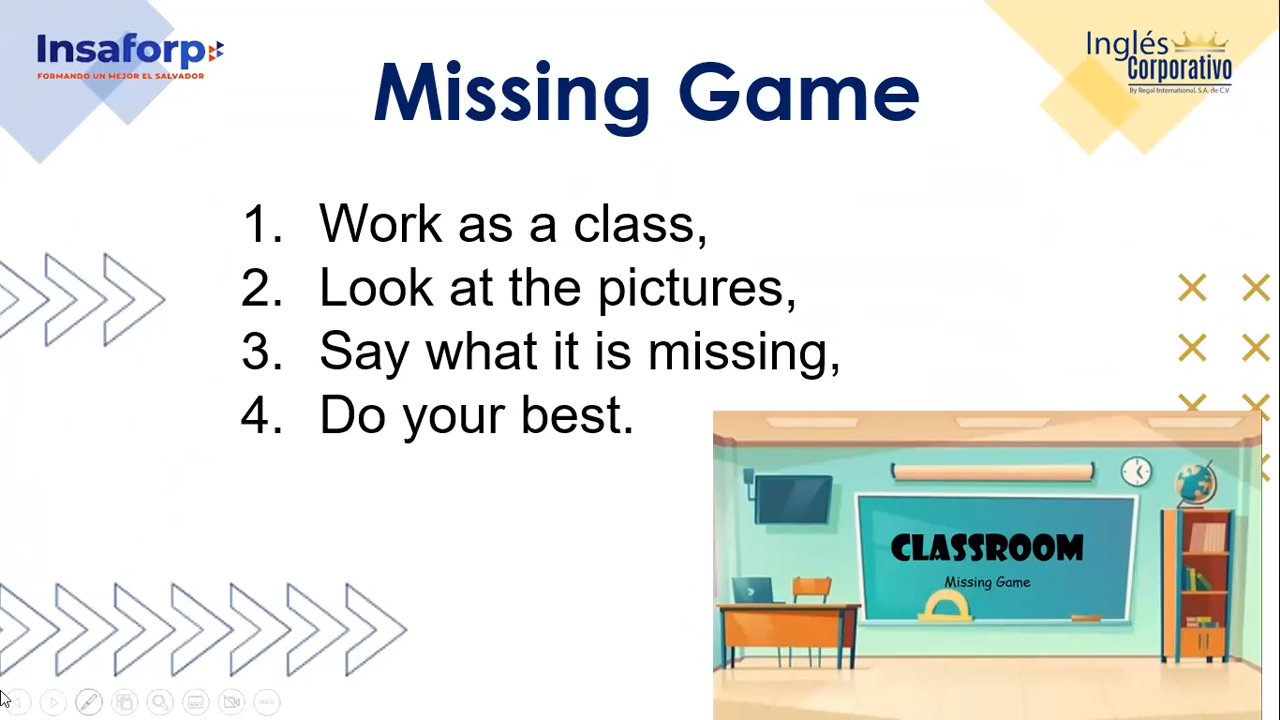 Insaforp
FORMANDO UN MEJOR EL SALVADOR
Inglés
Corporativo
By Regal International, S.A. de C.V
Missing Game
1. Work as a class,
2. Look at the pictures,
3. Say what it is missing,
4. Do your best.
CLASSROOM
Missing Game